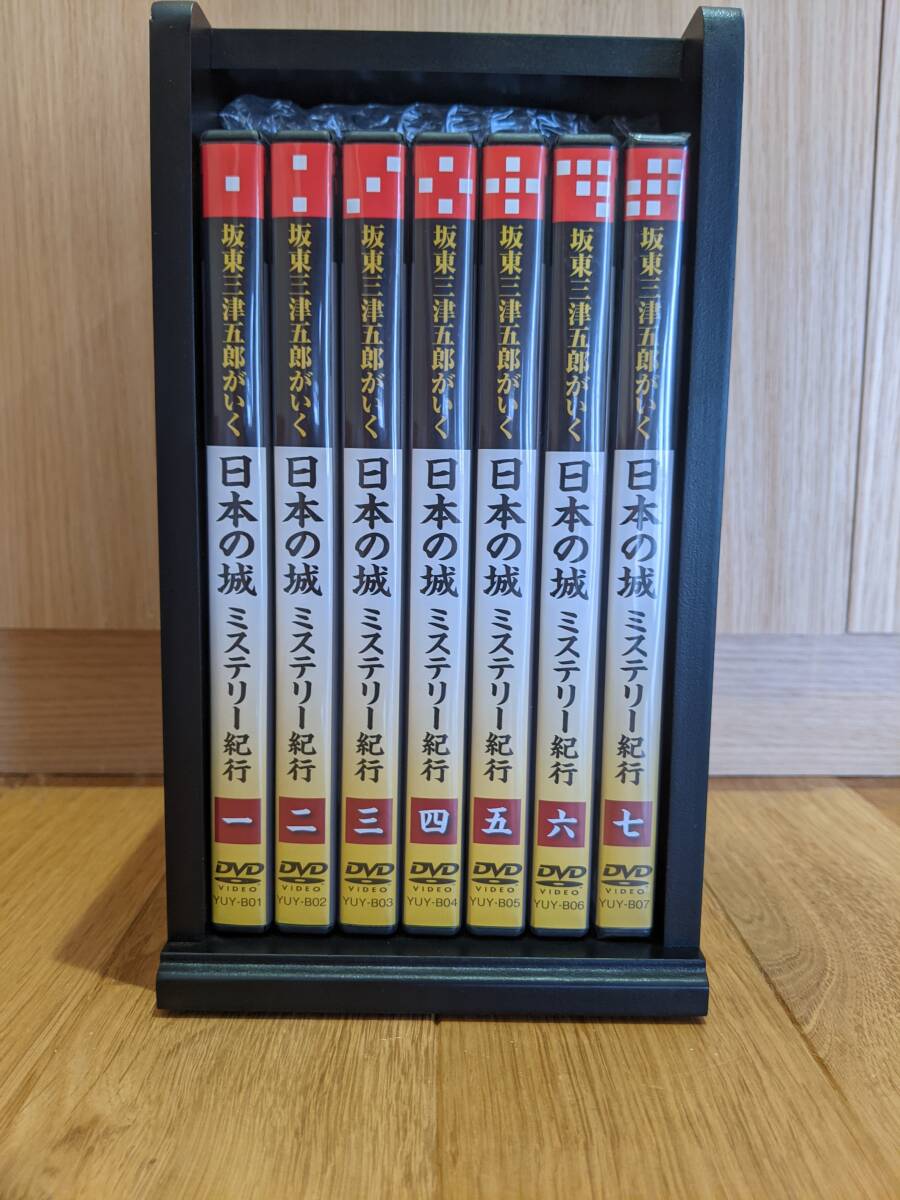 坂東三津五郎がいく
日本の城
ミステリー紀行
一
DVD
VIDEO
YUY-B01
坂東三津五郎がいく
日本の城
ミステリー紀行
二
DVD
VIDEO
YUY-B02
坂東三津五郎がいく
日本の城
ミステリー紀行
三
DVD
VIDEO
YUY-B03
坂東三津五郎がいく
日本の城
ミステリー紀行
四
DVD
VIDEO
YUY-B04
坂東三津五郎がいく
日本の城
ミステリー紀行
五
DVD
VIDEO
YUY-B05
坂東三津五郎がいく
日本の城
ミステリー紀行
六
DVD
VIDEO
YUY-B06
坂東三津五郎がいく
日本の城
ミステリー紀行
七
DVD
VIDEO
YUY-B07